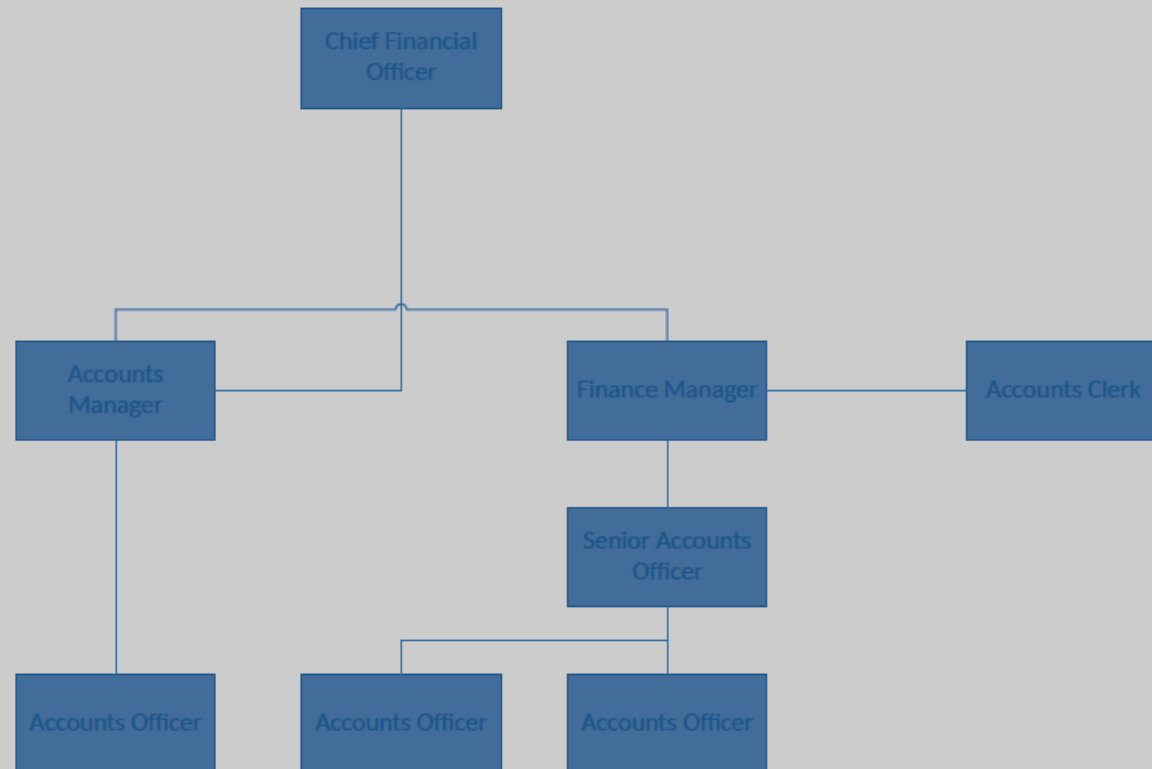 Chief Financial
Officer
Accounts
Manager
Finance Manager
Accounts Clerk
Senior Accounts
Officer
Accounts Officer
Accounts Officer
Accounts Officer